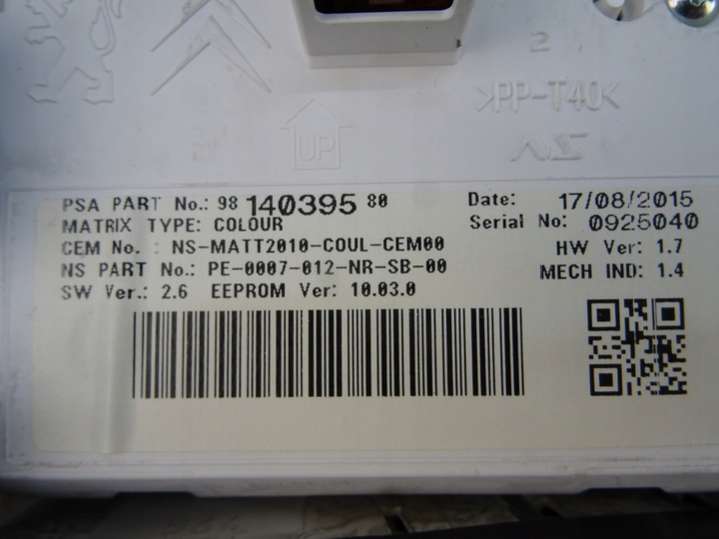 2
>PP-T40<
UP
PSA PART No.: 98 140395 80
Date: 17/08/2015
MATRIX TYPE: COLOUR
Serial No: 0925040
CEM No. : NS-MATT2010-COUL-CEM00
HW Ver: 1.7
NS PART No.: PE-0007-012-NR-SB-00
MECH IND: 1.4
SW Ver.: 2.6 EEPROM Ver: 10.03.0